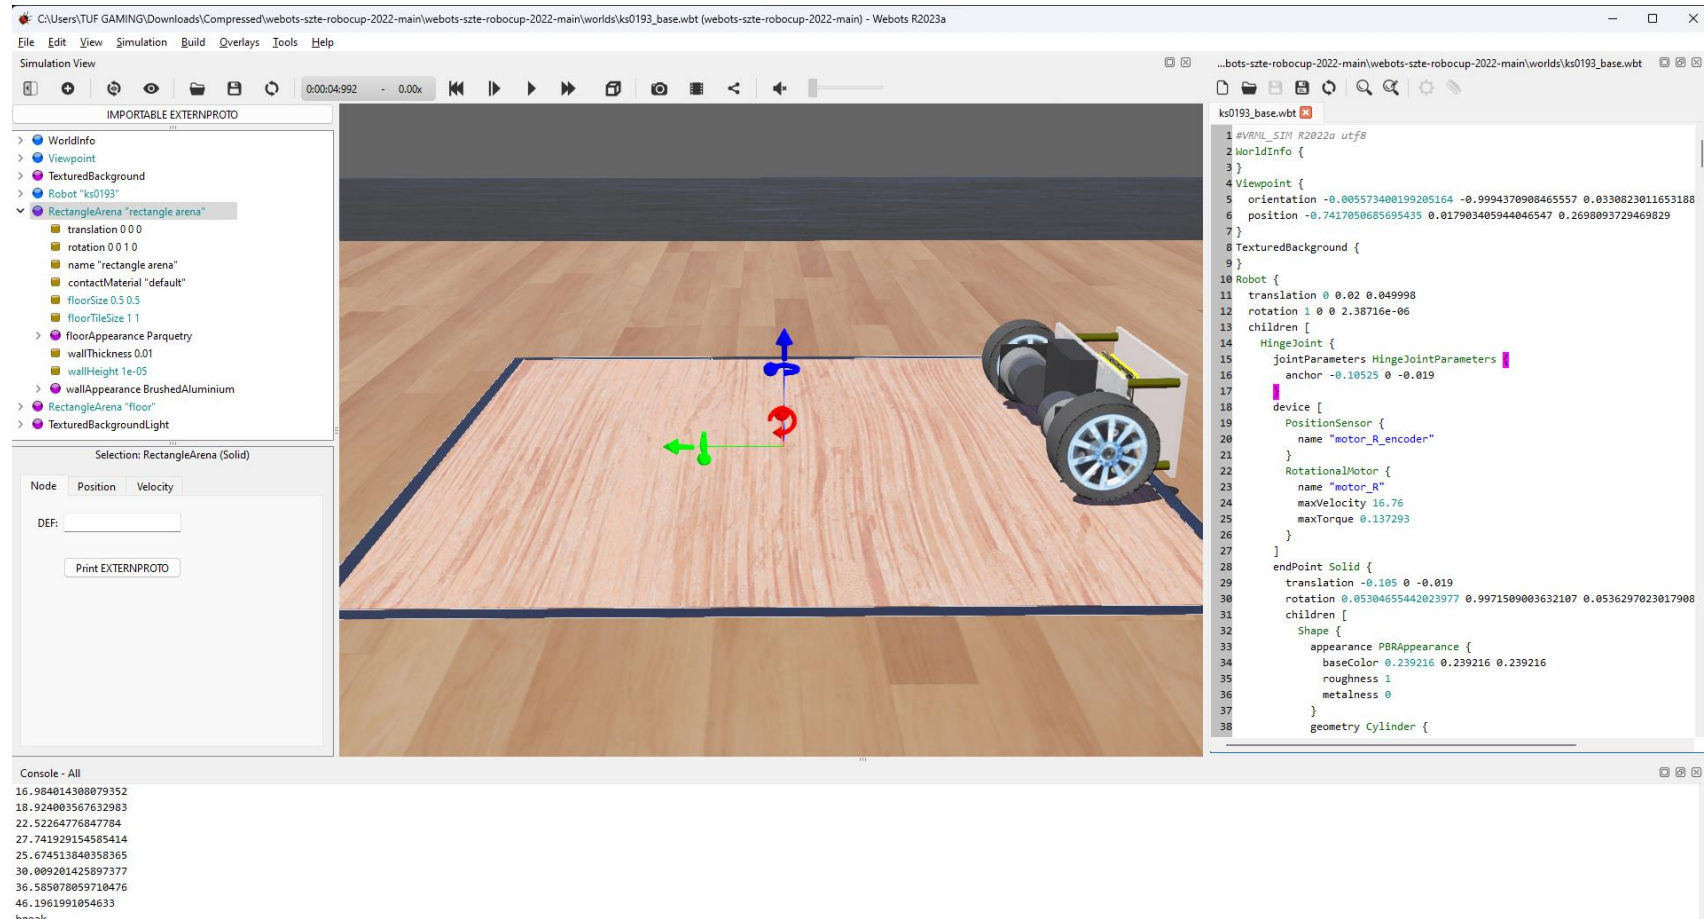 C:\Users\TUF GAMING\Downloads\Compressed\webots-szte-robocup-2022-main\webots-szte-robocup-2022-main\worlds\ks0193_base.wbt (webots-szte-robocup-2022-main) - Webots R2023a
File Edit View Simulation Build Overlays Tools Help
Simulation View
0:00:04:992 - 0.00x
IMPORTABLE EXTERNPROTO
WorldInfo
Viewpoint
TexturedBackground
Robot "ks0193"
RectangleArena "rectangle arena"
translation 0 0 0
rotation 0 0 1 0
name "rectangle arena"
contactMaterial "default"
floorSize 0.5 0.5
floorTileSize 1 1
floorAppearance Parquetry
wallThickness 0.01
wallHeight 1e-05
wallAppearance BrushedAluminium
RectangleArena "floor"
TexturedBackgroundLight
Selection: RectangleArena (Solid)
Node Position Velocity
DEF:
Print EXTERNPROTO
...bots-szte-robocup-2022-main\webots-szte-robocup-2022-main\worlds\ks0193_base.wbt
ks0193_base.wbt
1 #VRML_SIM R2022a utf8
2 WorldInfo {
3 }
4 Viewpoint {
5 orientation -0.005573400199205164 -0.9994370908465557 0.0330823011653188
6 position -0.7417050685695435 0.017903405944046547 0.2698093729469829
7 }
8 TexturedBackground {
9 }
10 Robot {
11 translation 0 0.02 0.049998
12 rotation 1 0 0 2.38716e-06
13 children [
14 HingeJoint {
15 jointParameters HingeJointParameters {
16 anchor -0.10525 0 -0.019
17 }
18 device [
19 PositionSensor {
20 name "motor_R_encoder"
21 }
22 RotationalMotor {
23 name "motor_R"
24 maxVelocity 16.76
25 maxTorque 0.137293
26 }
27 ]
28 endPoint Solid {
29 translation -0.105 0 -0.019
30 rotation 0.05304655442023977 0.9971509003632107 0.0536297023017908
31 children [
32 Shape {
33 appearance PBRAppearance {
34 baseColor 0.239216 0.239216 0.239216
35 roughness 1
36 metalness 0
37 }
38 geometry Cylinder {
Console - All
16.984014308079352
18.924003567632983
22.52264776847784
27.741929154585414
25.674513840358365
30.009201425897377
36.585078059710476
46.1961991054633
break